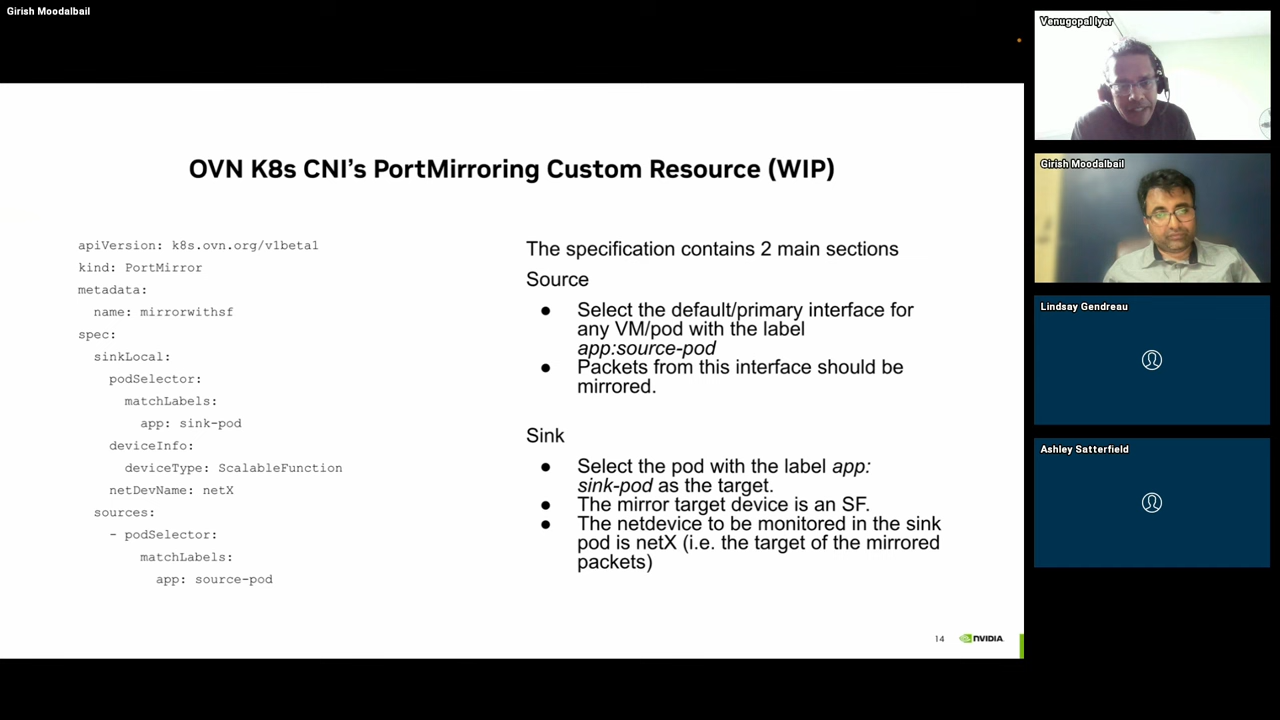 Girish Moodalbail
OVN K8s CNI's PortMirroring Custom Resource (WIP)
apiVersion: k8s.ovn.org/v1beta1
kind: PortMirror
metadata:
name: mirrorwithsf
spec:
sinkLocal:
podSelector:
matchLabels:
app: sink-pod
deviceInfo:
deviceType: ScalableFunction
netDevName: netX
sources:
- podSelector:
matchLabels:
app: source-pod
The specification contains 2 main sections
Source
● Select the default/primary interface for
any VM/pod with the label
app:source-pod
● Packets from this interface should be
mirrored.
Sink
● Select the pod with the label app:
sink-pod as the target.
● The mirror target device is an SF.
● The netdevice to be monitored in the sink
pod is netX (i.e. the target of the mirrored
packets)
14
NVIDIA
Venugopal Iyer
Girish Moodalbail
Lindsay Gendreau
Ashley Satterfield